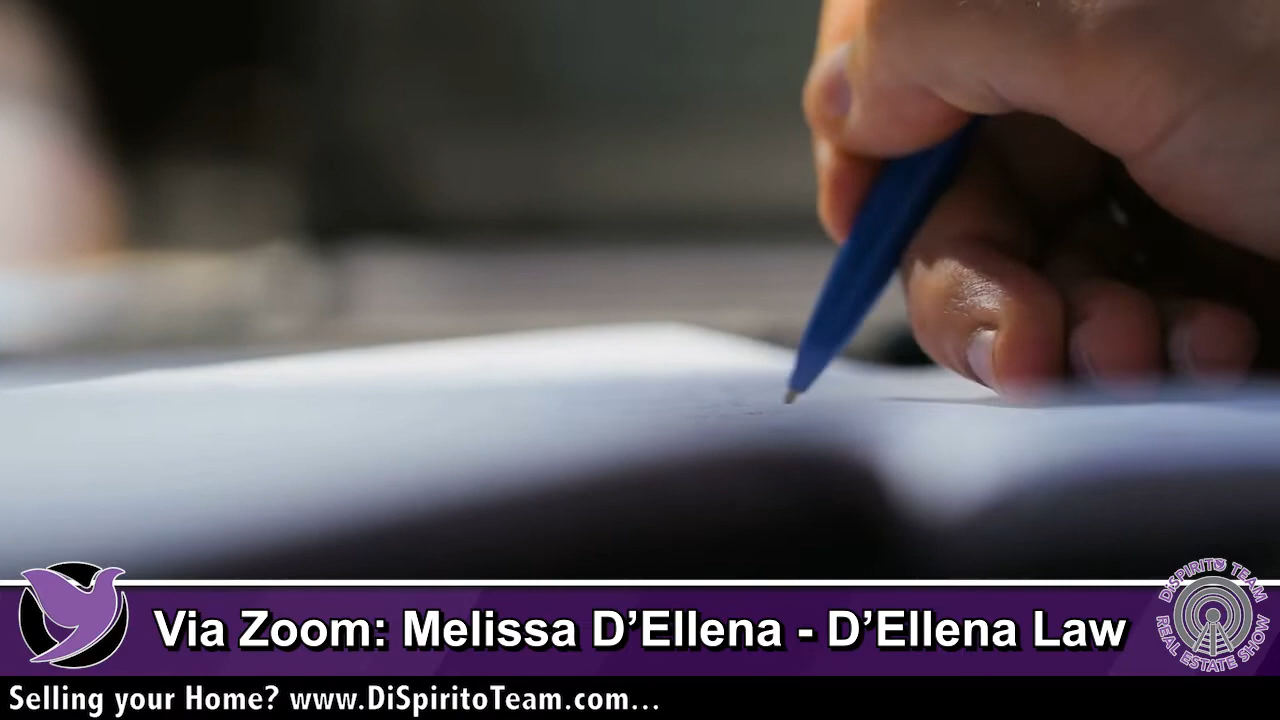 Via Zoom: Melissa D’Ellena - D’Ellena Law
DiSPIRITO TEAM
REAL ESTATE SHOW
Selling your Home? www.DiSpiritoTeam.com...